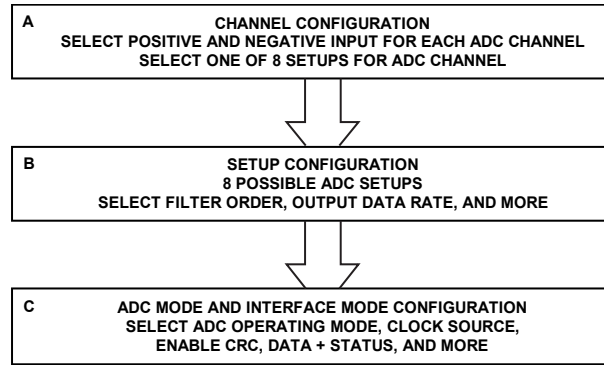 A
CHANNEL CONFIGURATION
SELECT POSITIVE AND NEGATIVE INPUT FOR EACH ADC CHANNEL
SELECT ONE OF 8 SETUPS FOR ADC CHANNEL
B
SETUP CONFIGURATION
8 POSSIBLE ADC SETUPS
SELECT FILTER ORDER, OUTPUT DATA RATE, AND MORE
C
ADC MODE AND INTERFACE MODE CONFIGURATION
SELECT ADC OPERATING MODE, CLOCK SOURCE,
ENABLE CRC, DATA + STATUS, AND MORE